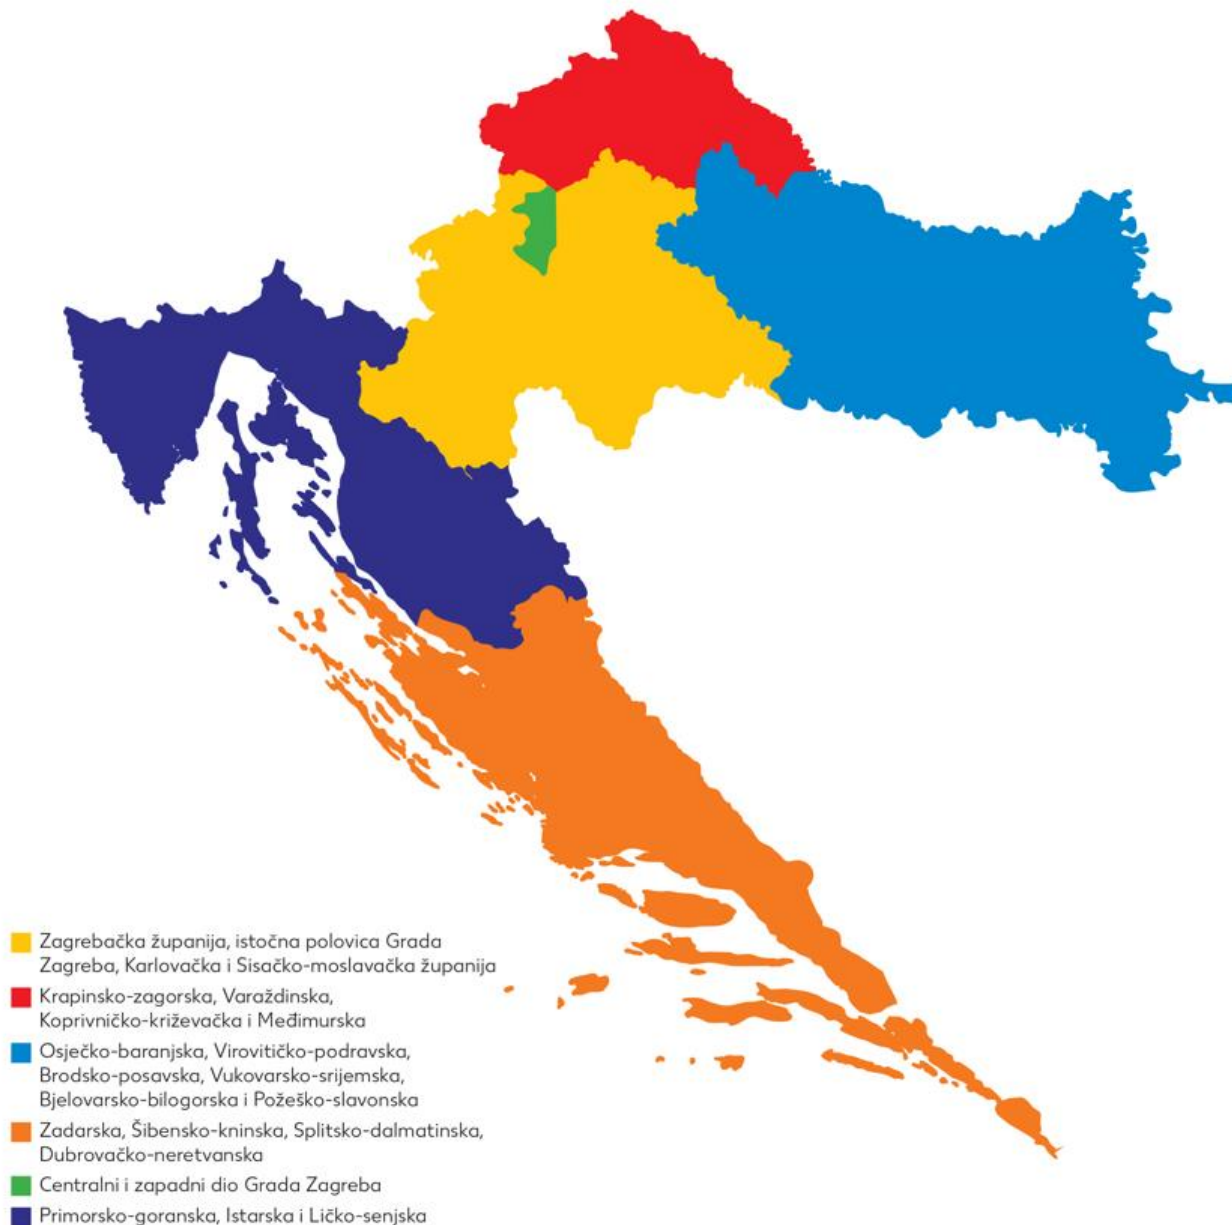 Zagrebačka županija, istočna polovica Grada
Zagreba, Karlovačka i Sisačko-moslavačka županija
Krapinsko-zagorska, Varaždinska,
Koprivničko-križevačka i Međimurska
Osječko-baranjska, Virovitičko-podravska,
Brodsko-posavska, Vukovarsko-srijemska,
Bjelovarsko-bilogorska i Požeško-slavonska
Zadarska, Šibensko-kninska, Splitsko-dalmatinska,
Dubrovačko-neretvanska
Centralni i zapadni dio Grada Zagreba
Primorsko-goranska, Istarska i Ličko-senjska